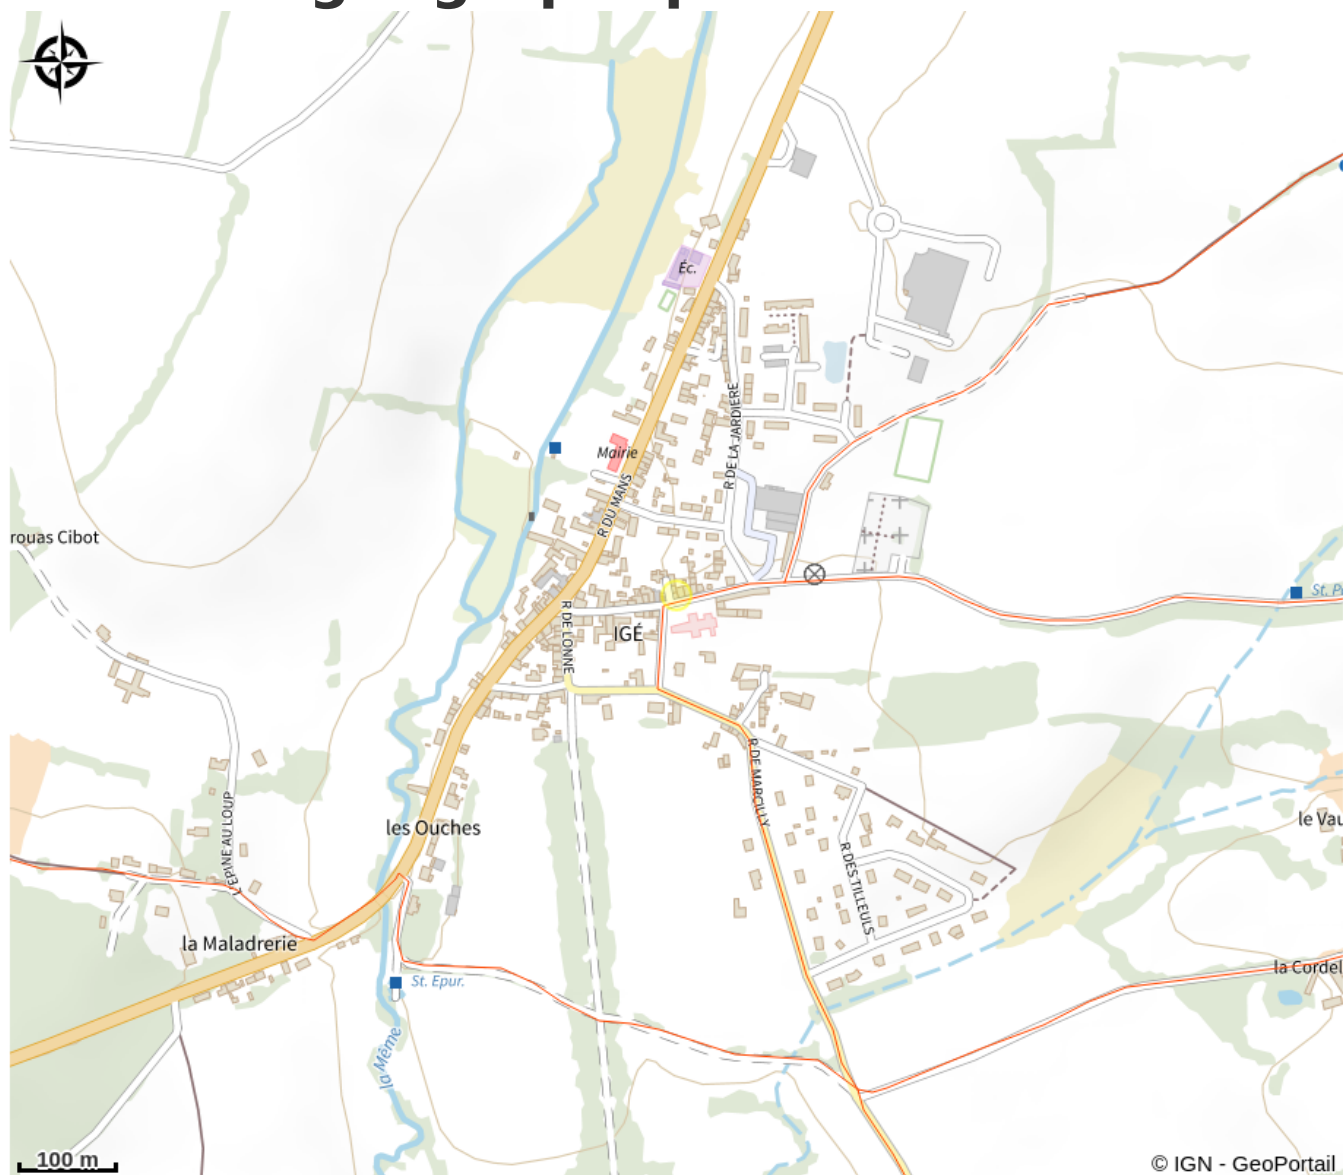 Éc.
R DE LA JARDIERE
Mairie
R DU MANS
rouas Cibot
St. P
R DE LONNE
IGÉ
R DE MARCILLY
L'EPINE AU LOUP
les Ouches
le Vau
R DES TILLEULS
la Maladrerie
la Cordel
St. Epur.
la Même
100 m
© IGN - GeoPortail